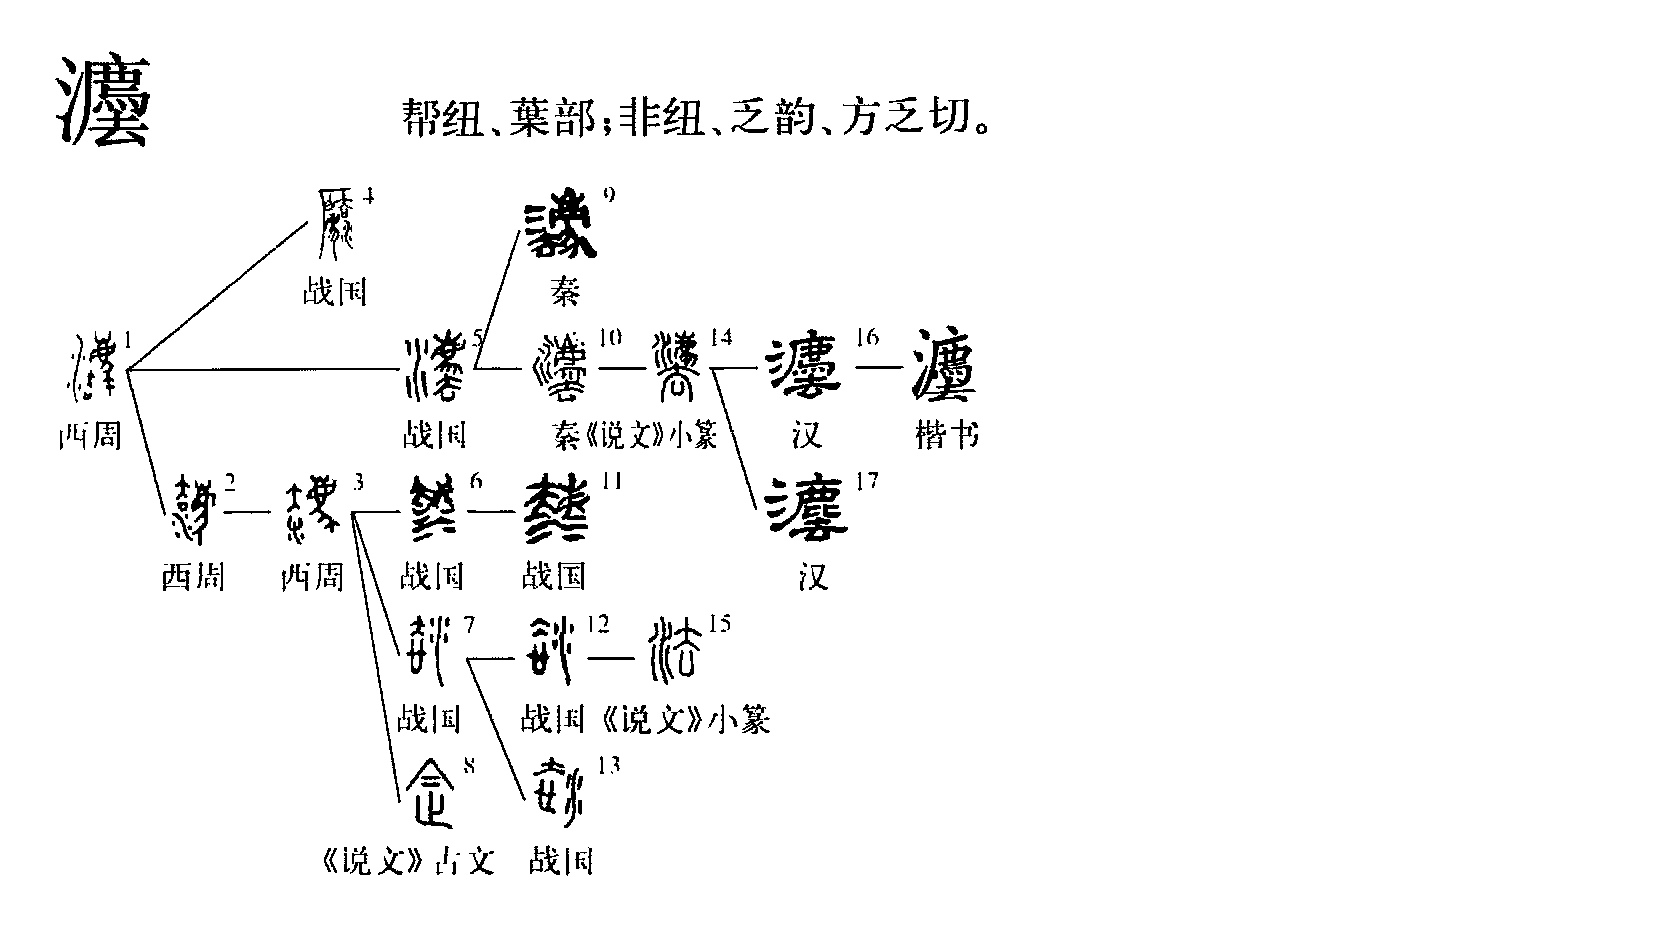 灋
帮纽、葉部；非纽、乏韵、方乏切。
4 9
战国 秦
1 5 10 14 16
西周 战国 秦 《说文》小篆 汉 楷书
2 3 6 11 17
西周 西周 战国 战国 汉
7 12 15
战国 战国 《说文》小篆
8 13
《说文》古文 战国